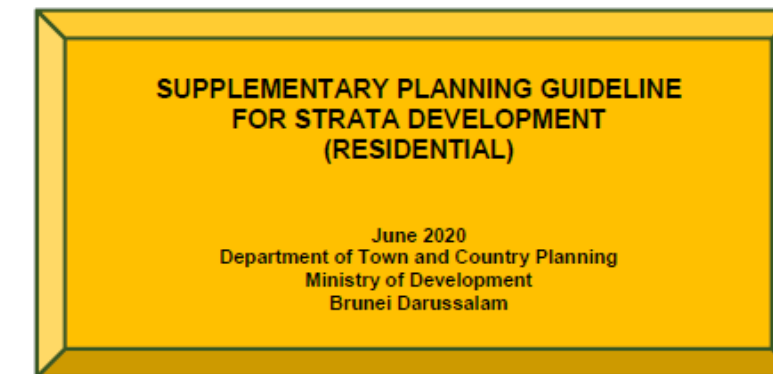 SUPPLEMENTARY PLANNING GUIDELINE
FOR STRATA DEVELOPMENT
(RESIDENTIAL)
June 2020
Department of Town and Country Planning
Ministry of Development
Brunei Darussalam